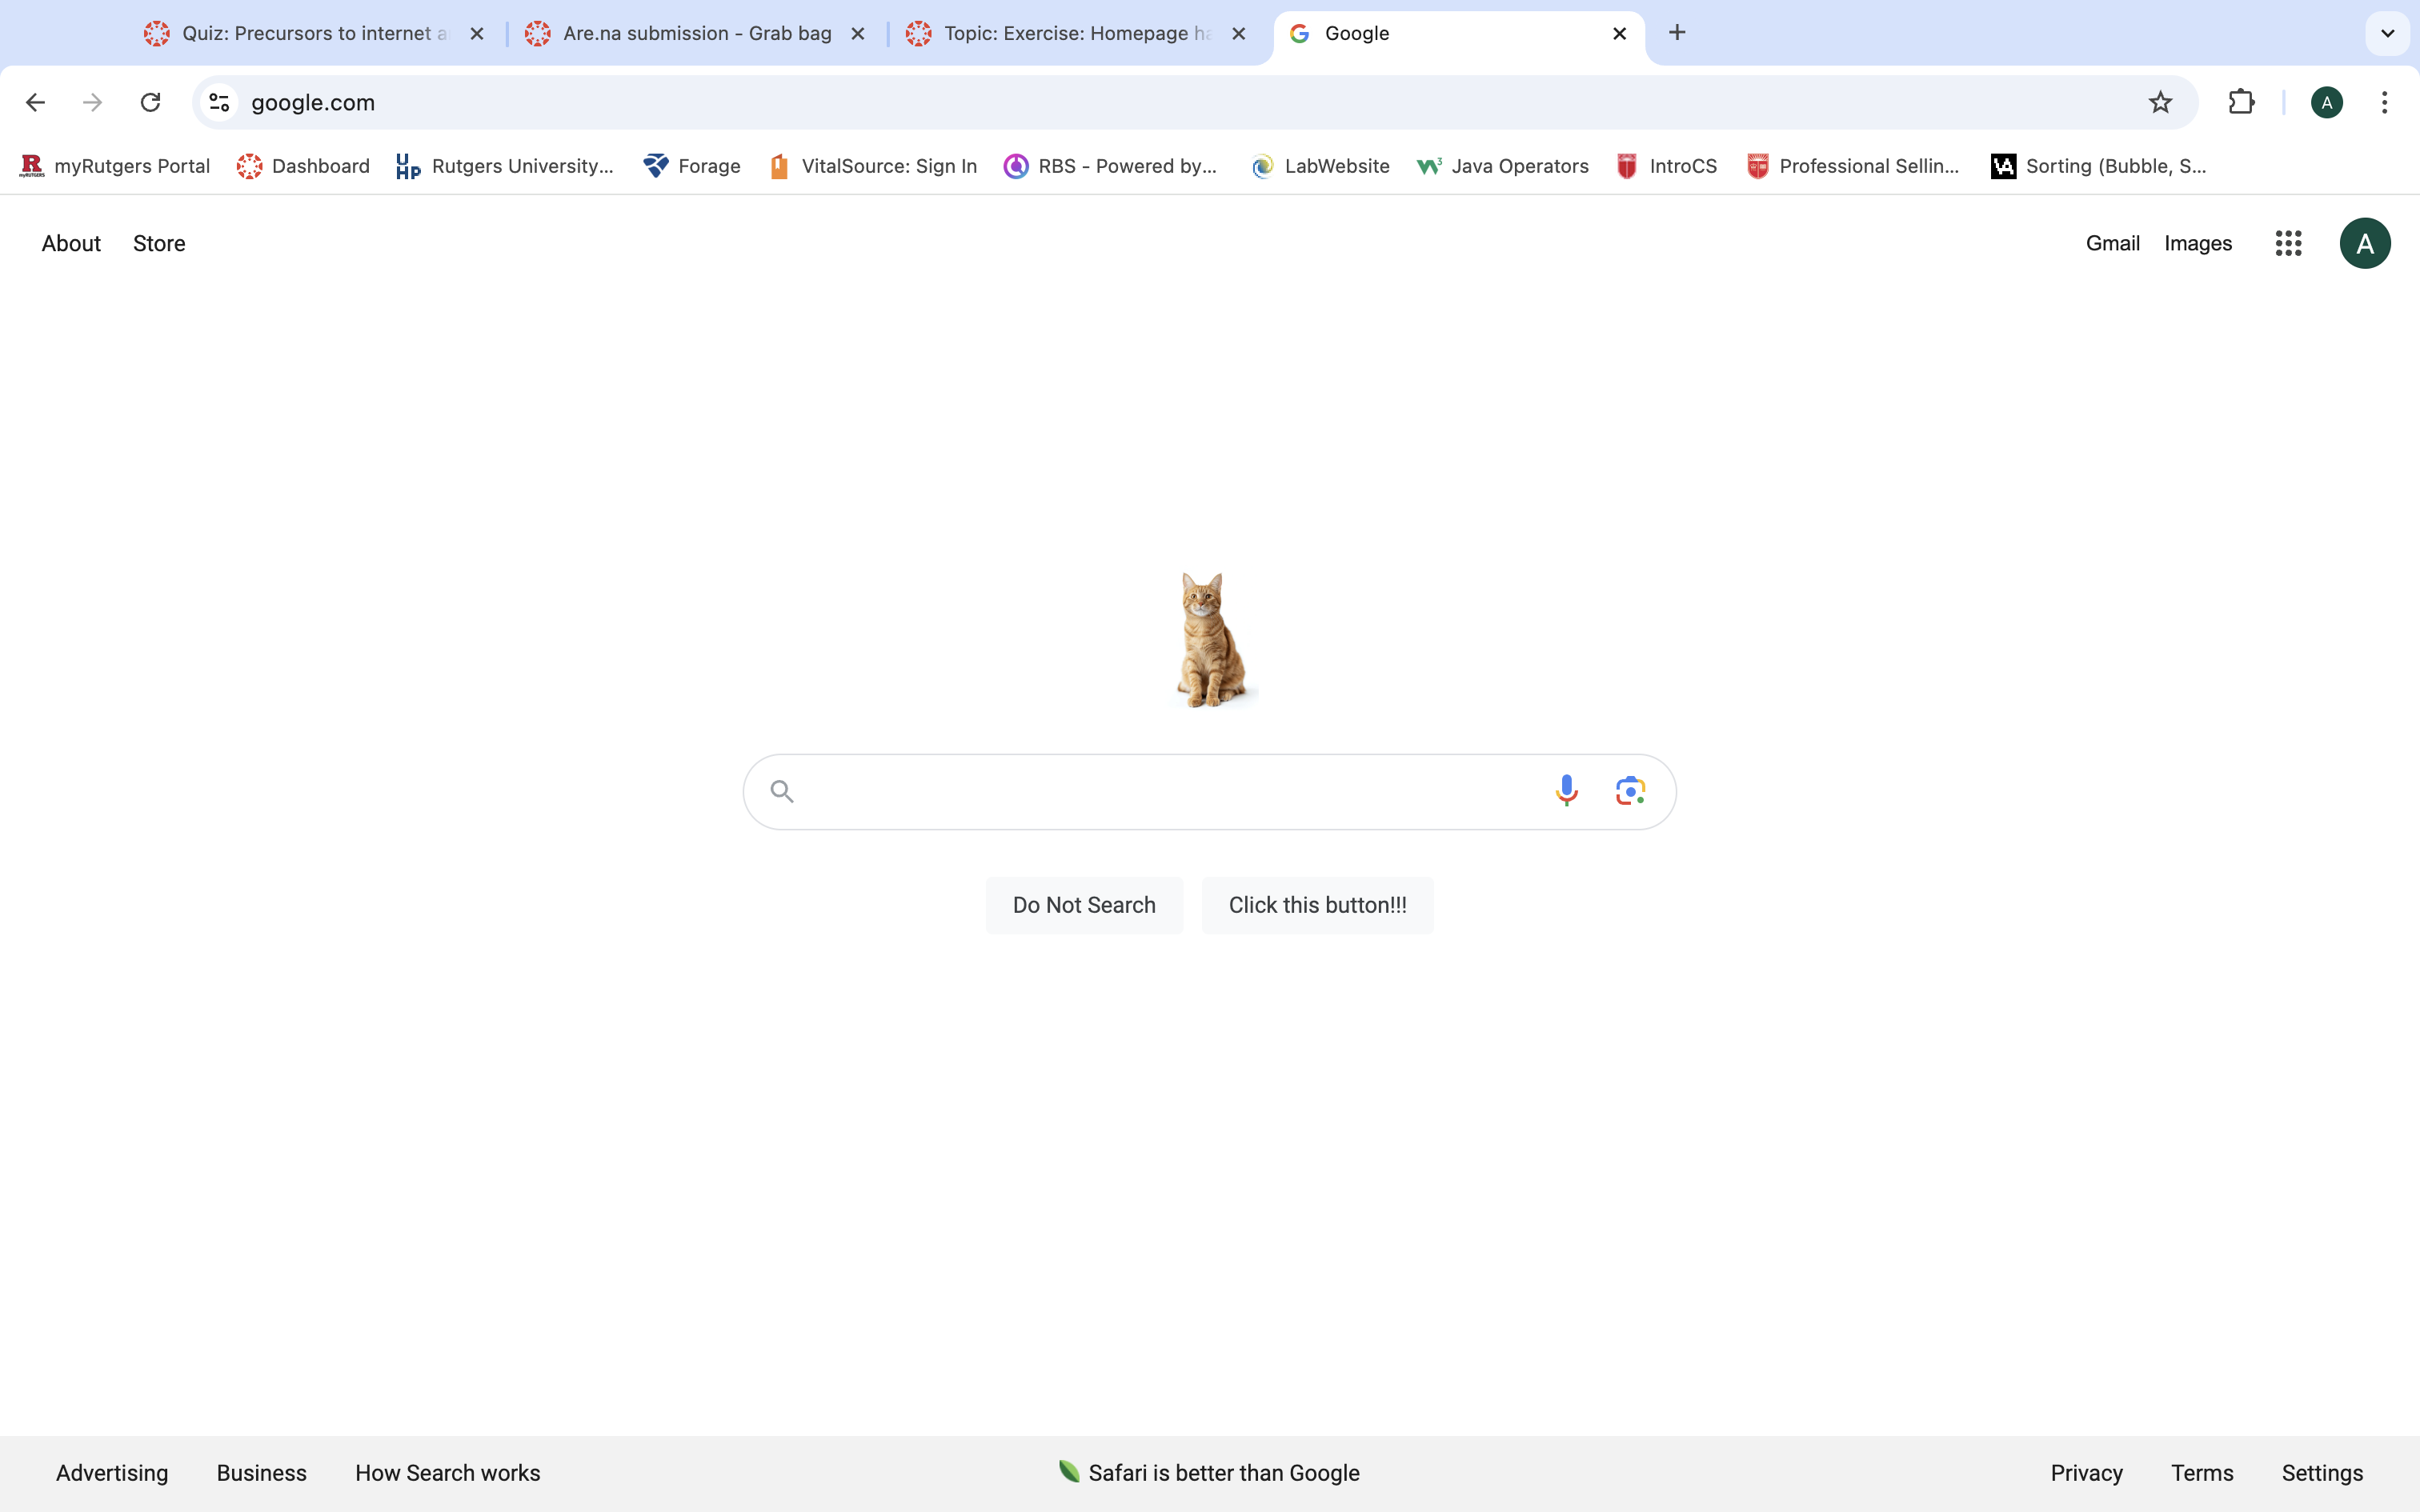 Quiz: Precursors to internet a
Are.na submission - Grab bag
Topic: Exercise: Homepage ha
Google
google.com
A
myRutgers Portal
Dashboard
Rutgers University...
Forage
VitalSource: Sign In
RBS - Powered by...
LabWebsite
Java Operators
IntroCS
Professional Sellin...
Sorting (Bubble, S...
About
Store
Gmail
Images
A
Do Not Search
Click this button!!!
Advertising
Business
How Search works
Safari is better than Google
Privacy
Terms
Settings